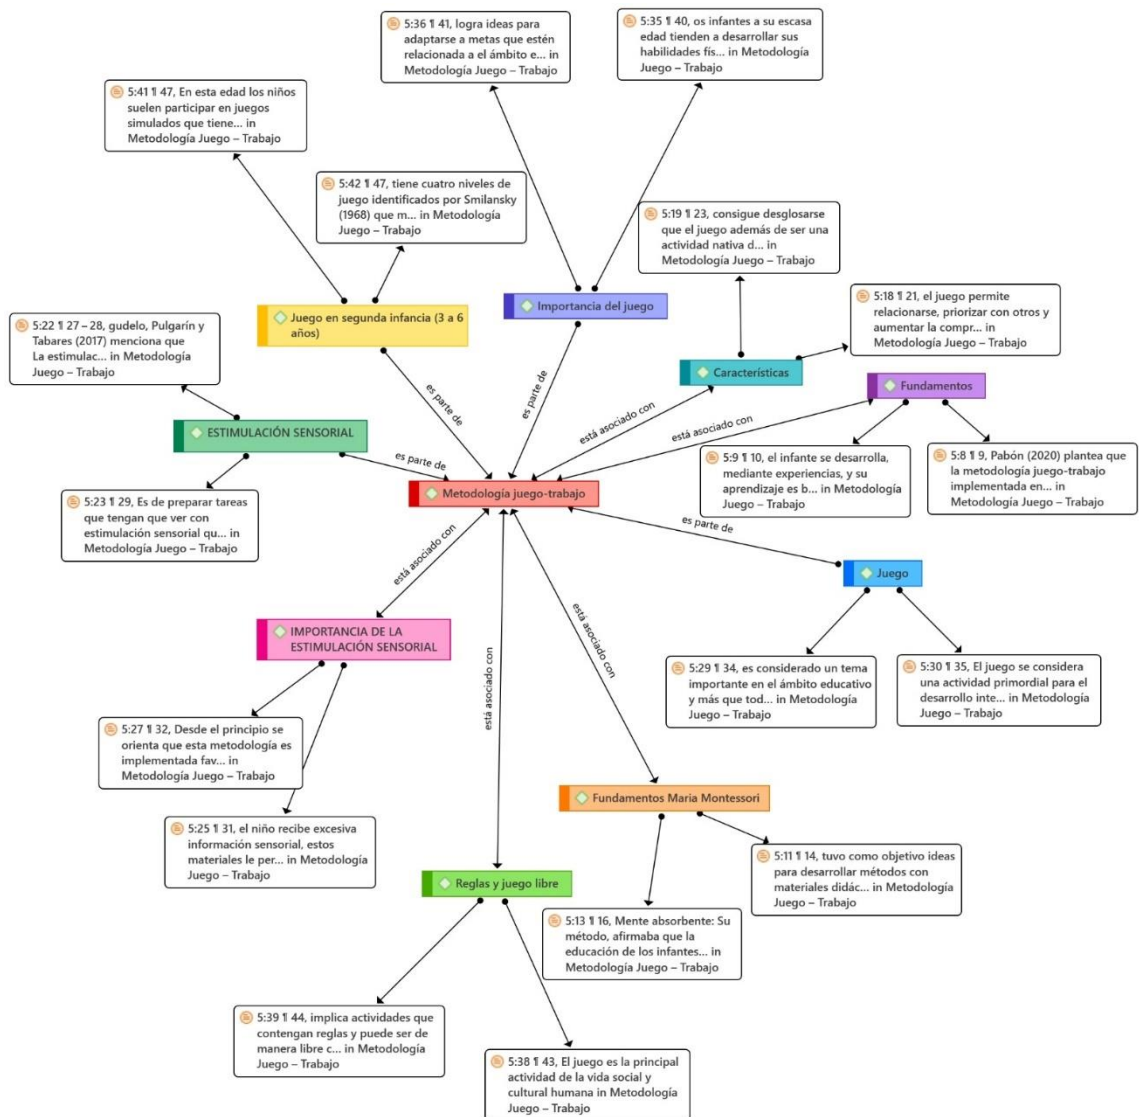 5:36 ¶ 41, logra ideas para
adaptarse a metas que estén
relacionada a el ámbito e... in
Metodología Juego – Trabajo
5:35 ¶ 40, os infantes a su escasa
edad tienden a desarrollar sus
habilidades fís... in Metodología
Juego – Trabajo
5:41 ¶ 47, En esta edad los niños
suelen participar en juegos
simulados que tiene... in
Metodología Juego – Trabajo
5:42 ¶ 47, tiene cuatro niveles de
juego identificados por Smilansky
(1968) que m... in Metodología
Juego – Trabajo
5:19 ¶ 23, consigue desglosarse
que el juego además de ser una
actividad nativa d... in
Metodología Juego – Trabajo
5:18 ¶ 21, el juego permite
relacionarse, priorizar con otros y
aumentar la compr... in
Metodología Juego – Trabajo
Juego en segunda infancia (3 a 6
años)
Importancia del juego
5:22 ¶ 27 – 28, gudelo, Pulgarín y
Tabares (2017) menciona que
La estimulac... in Metodología
Juego – Trabajo
Características
Fundamentos
es parte de
es parte de
está asociado con
está asociado con
ESTIMULACIÓN SENSORIAL
es parte de
5:9 ¶ 10, el infante se desarrolla,
mediante experiencias, y su
aprendizaje es b... in Metodología
Juego – Trabajo
5:8 ¶ 9, Pabón (2020) plantea que
la metodología juego-trabajo
implementada en... in
Metodología Juego – Trabajo
5:23 ¶ 29, Es de preparar tareas
que tengan que ver con
estimulación sensorial qu... in
Metodología Juego – Trabajo
Metodología juego-trabajo
es parte de
está asociado con
Juego
IMPORTANCIA DE LA
ESTIMULACIÓN SENSORIAL
está asociado con
está asociado con
5:29 ¶ 34, es considerado un tema
importante en el ámbito educativo
y más que tod... in Metodología
Juego – Trabajo
5:30 ¶ 35, El juego se considera
una actividad primordial para el
desarrollo inte... in Metodología
Juego – Trabajo
5:27 ¶ 32, Desde el principio se
orienta que esta metodología es
implementada fav... in
Metodología Juego – Trabajo
Fundamentos Maria Montessori
5:25 ¶ 31, el niño recibe excesiva
información sensorial, estos
materiales le per... in Metodología
Juego – Trabajo
5:11 ¶ 14, tuvo como objetivo ideas
para desarrollar métodos con
materiales didác... in Metodología
Juego – Trabajo
Reglas y juego libre
5:13 ¶ 16, Mente absorbente: Su
método, afirmaba que la
educación de los infantes...
in Metodología Juego – Trabajo
5:39 ¶ 44, implica actividades que
contengan reglas y puede ser de
manera libre c... in Metodología
Juego – Trabajo
5:38 ¶ 43, El juego es la principal
actividad de la vida social y
cultural humana in Metodología
Juego – Trabajo